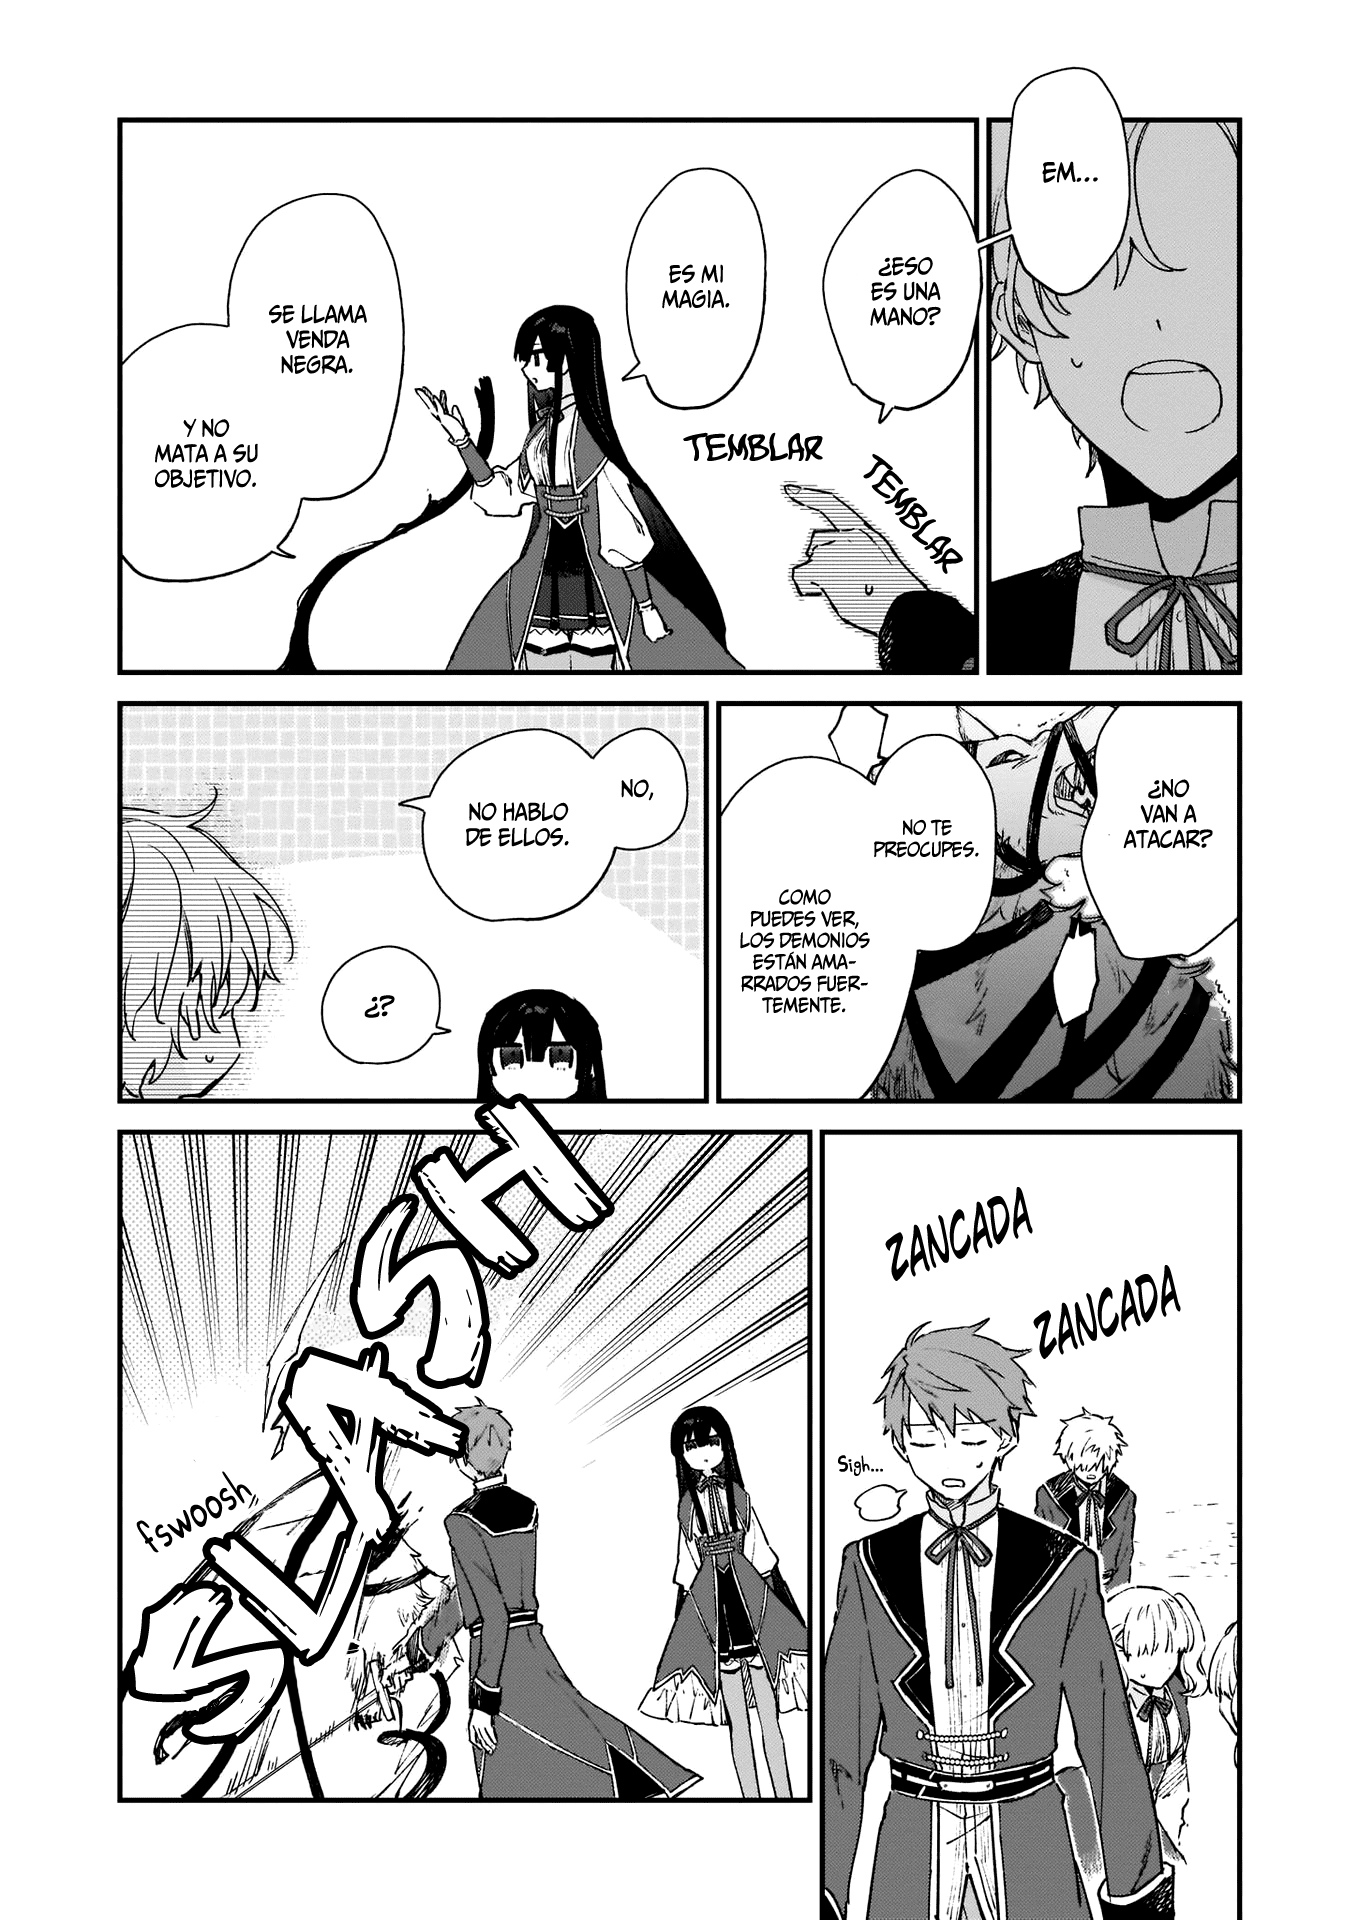 EM...
¿ESO
ES UNA
MANO?
TEMBLAR
TEMBLAR
ES MI
MAGIA.
SE LLAMA
VENDA
NEGRA.
Y NO
MATA A SU
OBJETIVO.
¿NO
VAN A
ATACAR?
NO TE
PREOCUPES.
COMO
PUEDES VER,
LOS DEMONIOS
ESTÁN AMA-
RRADOS FUER-
TEMENTE.
NO,
NO HABLO
DE ELLOS.
¿?
ZANCADA
ZANCADA
Sigh...
SLASH
fswoosh